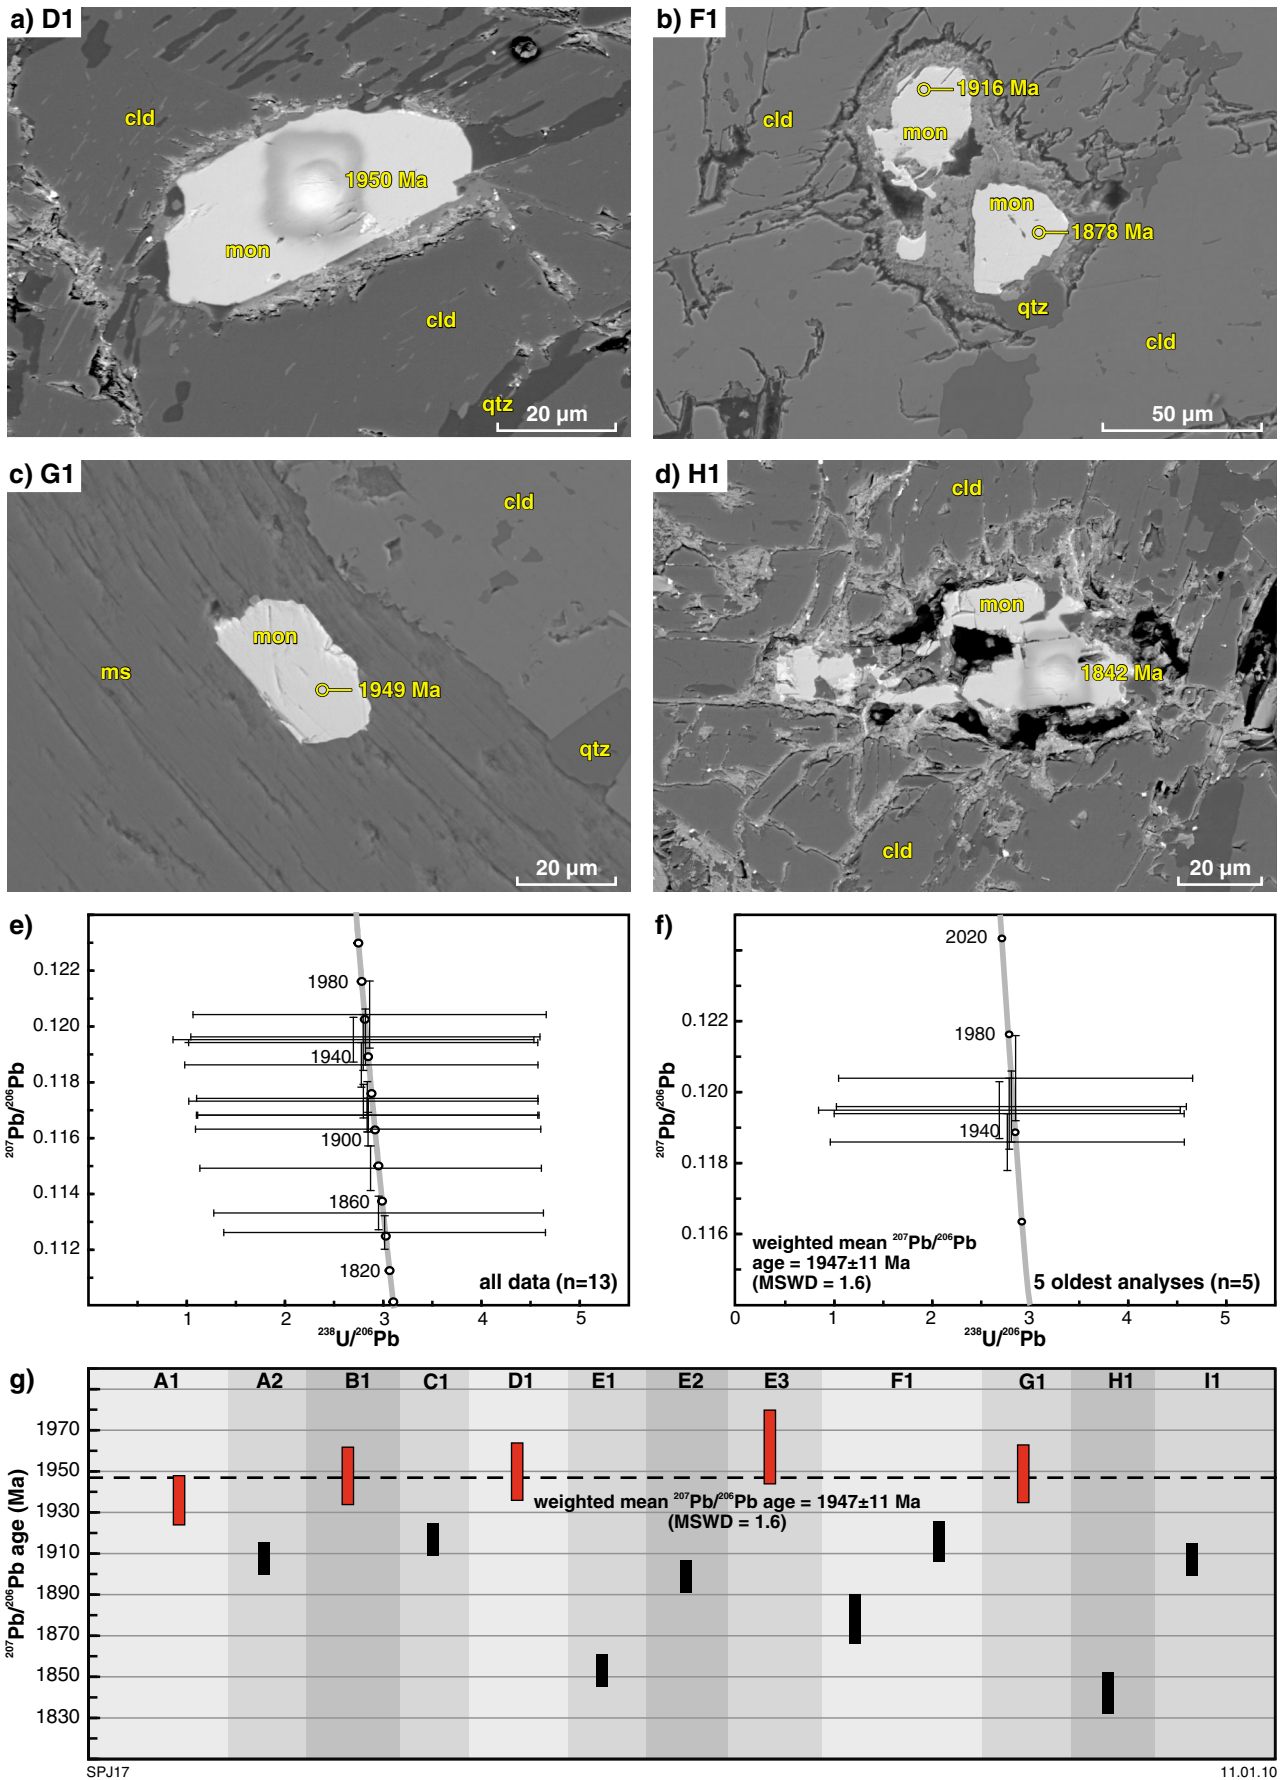 a) D1
cld
1950 Ma
mon
cld
qtz
20 µm
b) F1
1916 Ma
cld
mon
mon
1878 Ma
qtz
cld
50 µm
c) G1
cld
mon
ms
1949 Ma
qtz
20 µm
d) H1
cld
mon
1842 Ma
cld
20 µm
e)
0.122
0.120
0.118
0.116
0.114
0.112
²⁰⁷Pb/²⁰⁶Pb
1980
1940
1900
1860
1820
all data (n=13)
1 2 3 4 5
²³⁸U/²⁰⁶Pb
f)
0.122
0.120
0.118
0.116
²⁰⁷Pb/²⁰⁶Pb
2020
1980
1940
weighted mean ²⁰⁷Pb/²⁰⁶Pb
age = 1947±11 Ma
(MSWD = 1.6)
5 oldest analyses (n=5)
0 1 2 3 4 5
²³⁸U/²⁰⁶Pb
g)
A1 A2 B1 C1 D1 E1 E2 E3 F1 G1 H1 I1
1970
1950
1930
1910
1890
1870
1850
1830
²⁰⁷Pb/²⁰⁶Pb age (Ma)
weighted mean ²⁰⁷Pb/²⁰⁶Pb age = 1947±11 Ma
(MSWD = 1.6)
SPJ17
11.01.10